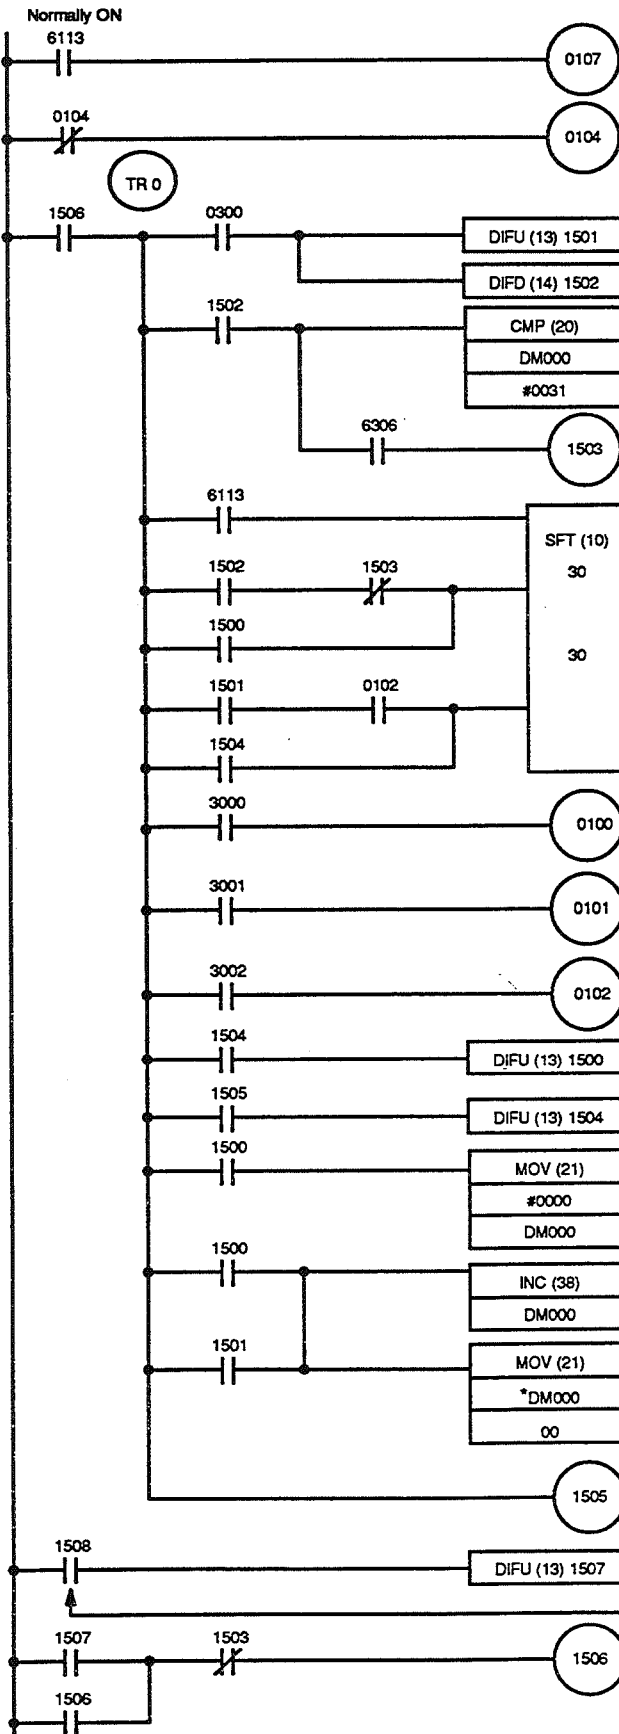 Normally ON
6113
0107
0104
0104
TR 0
1506
0300
DIFU (13) 1501
DIFD (14) 1502
1502
CMP (20)
DM000
#0031
6306
1503
6113
SFT (10)
30
1502
1503
1500
30
1501
0102
1504
3000
0100
3001
0101
3002
0102
1504
DIFU (13) 1500
1505
DIFU (13) 1504
1500
MOV (21)
#0000
DM000
1500
INC (38)
DM000
1501
MOV (21)
*DM000
00
1505
1508
DIFU (13) 1507
1507
1503
1506
1506